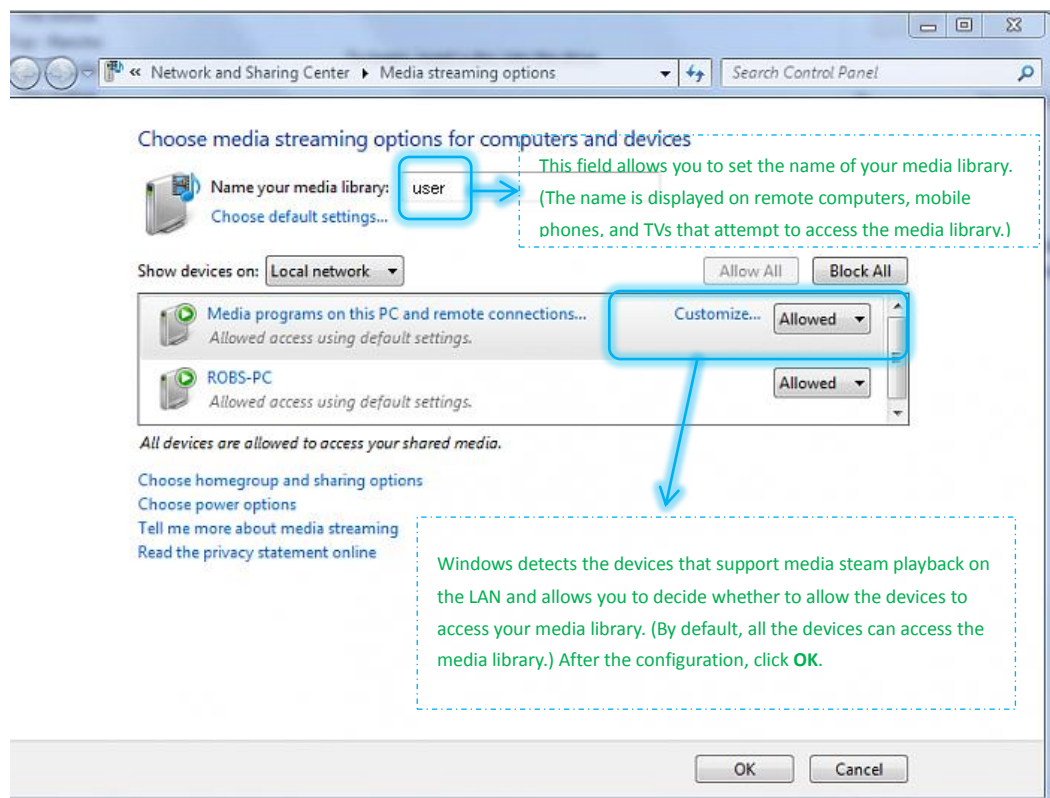 « Network and Sharing Center ▸ Media streaming options
Search Control Panel
Choose media streaming options for computers and devices
Name your media library: user
Choose default settings...
This field allows you to set the name of your media library.
(The name is displayed on remote computers, mobile
phones, and TVs that attempt to access the media library.)
Show devices on: Local network
Allow All Block All
Media programs on this PC and remote connections... Customize... Allowed
Allowed access using default settings.
ROBS-PC Allowed
Allowed access using default settings.
All devices are allowed to access your shared media.
Choose homegroup and sharing options
Choose power options
Tell me more about media streaming
Read the privacy statement online
Windows detects the devices that support media steam playback on
the LAN and allows you to decide whether to allow the devices to
access your media library. (By default, all the devices can access the
media library.) After the configuration, click OK.
OK Cancel